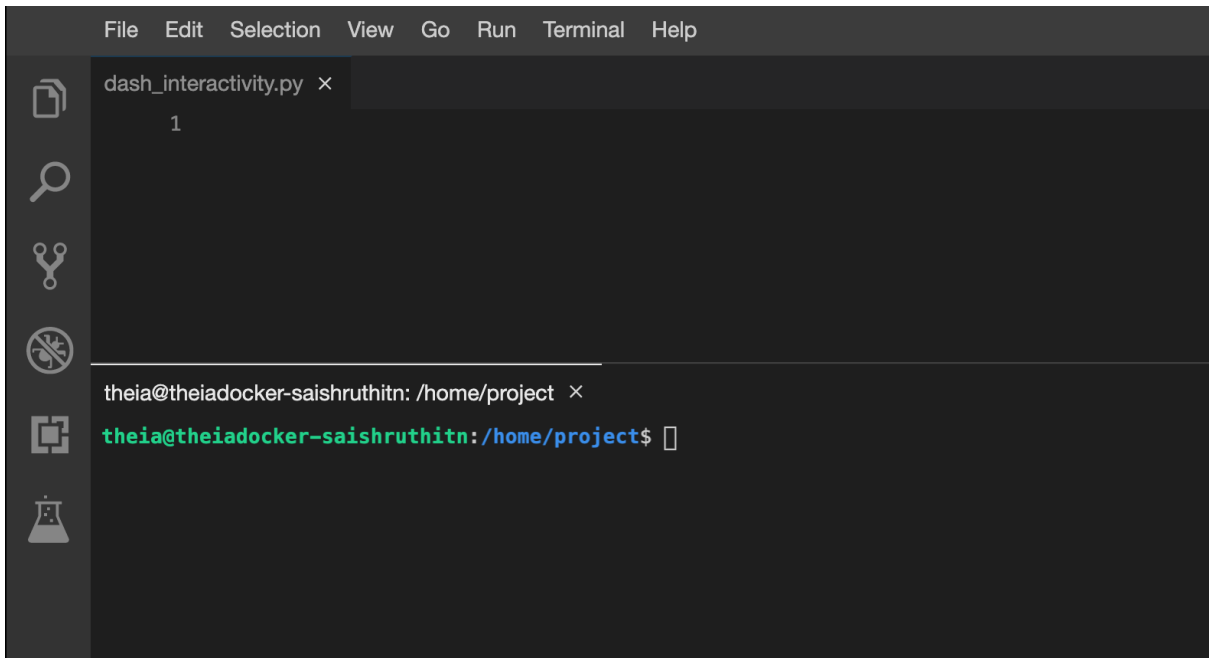 File Edit Selection View Go Run Terminal Help
dash_interactivity.py ×
1
theia@theiadocker-saishruthitn: /home/project ×
theia@theiadocker-saishruthitn:/home/project$